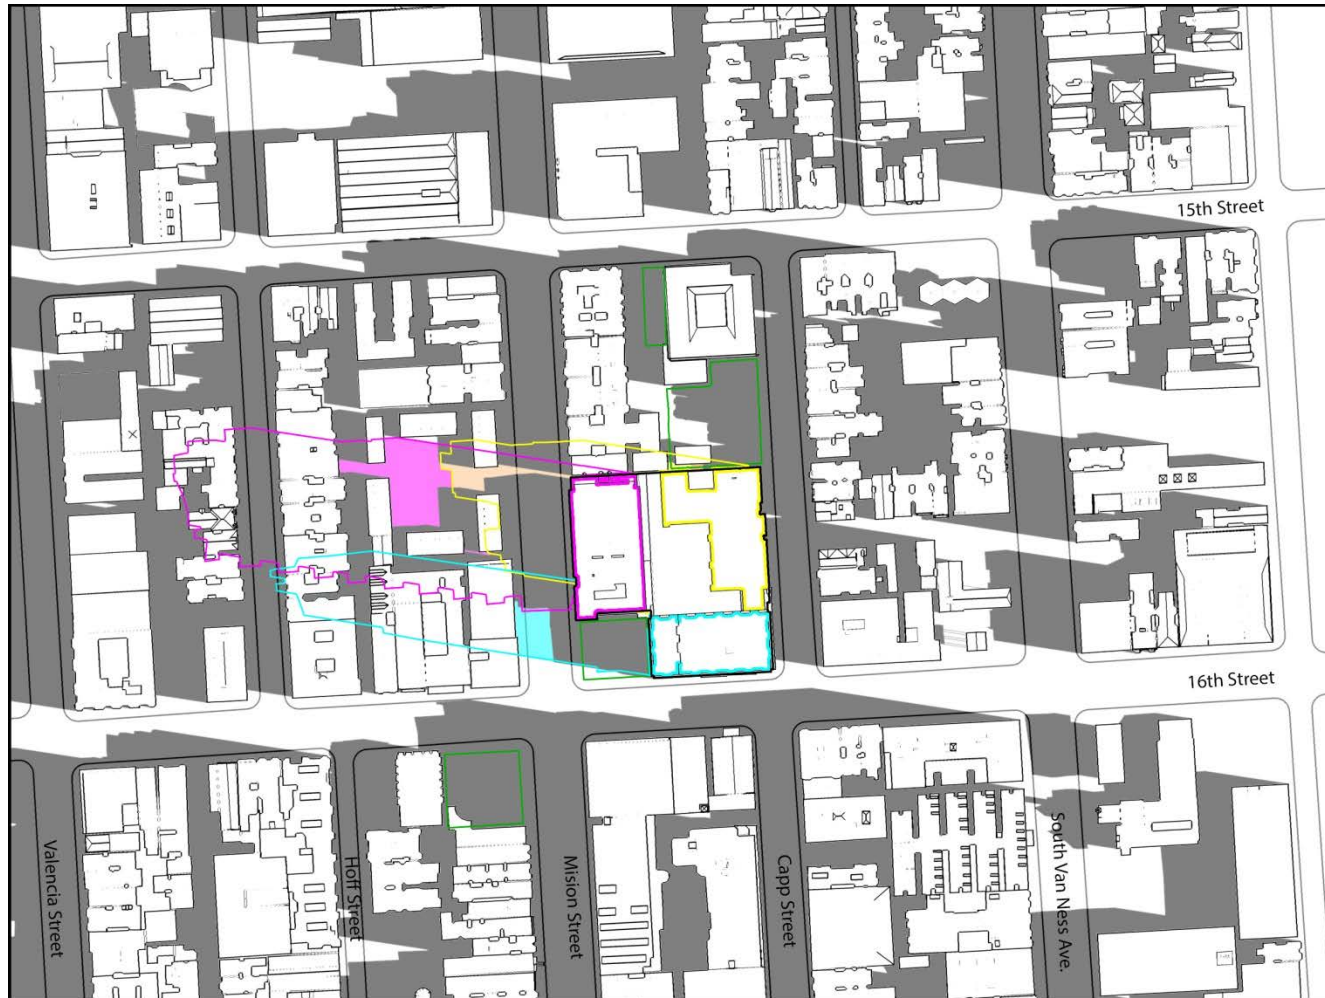 15th Street
16th Street
Valencia Street
Hoff Street
Mision Street
Capp Street
South Van Ness Ave.